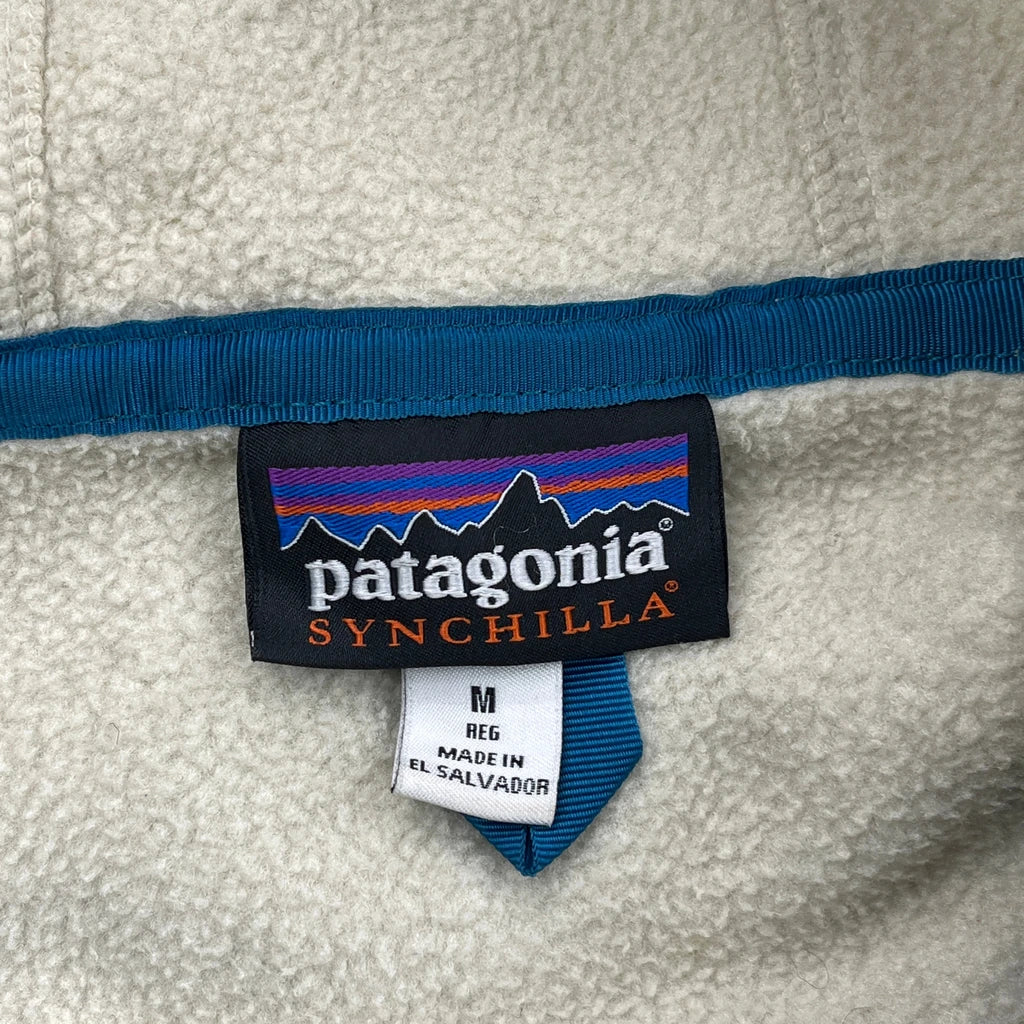 patagonia®
SYNCHILLA®
M
REG
MADE IN
EL SALVADOR